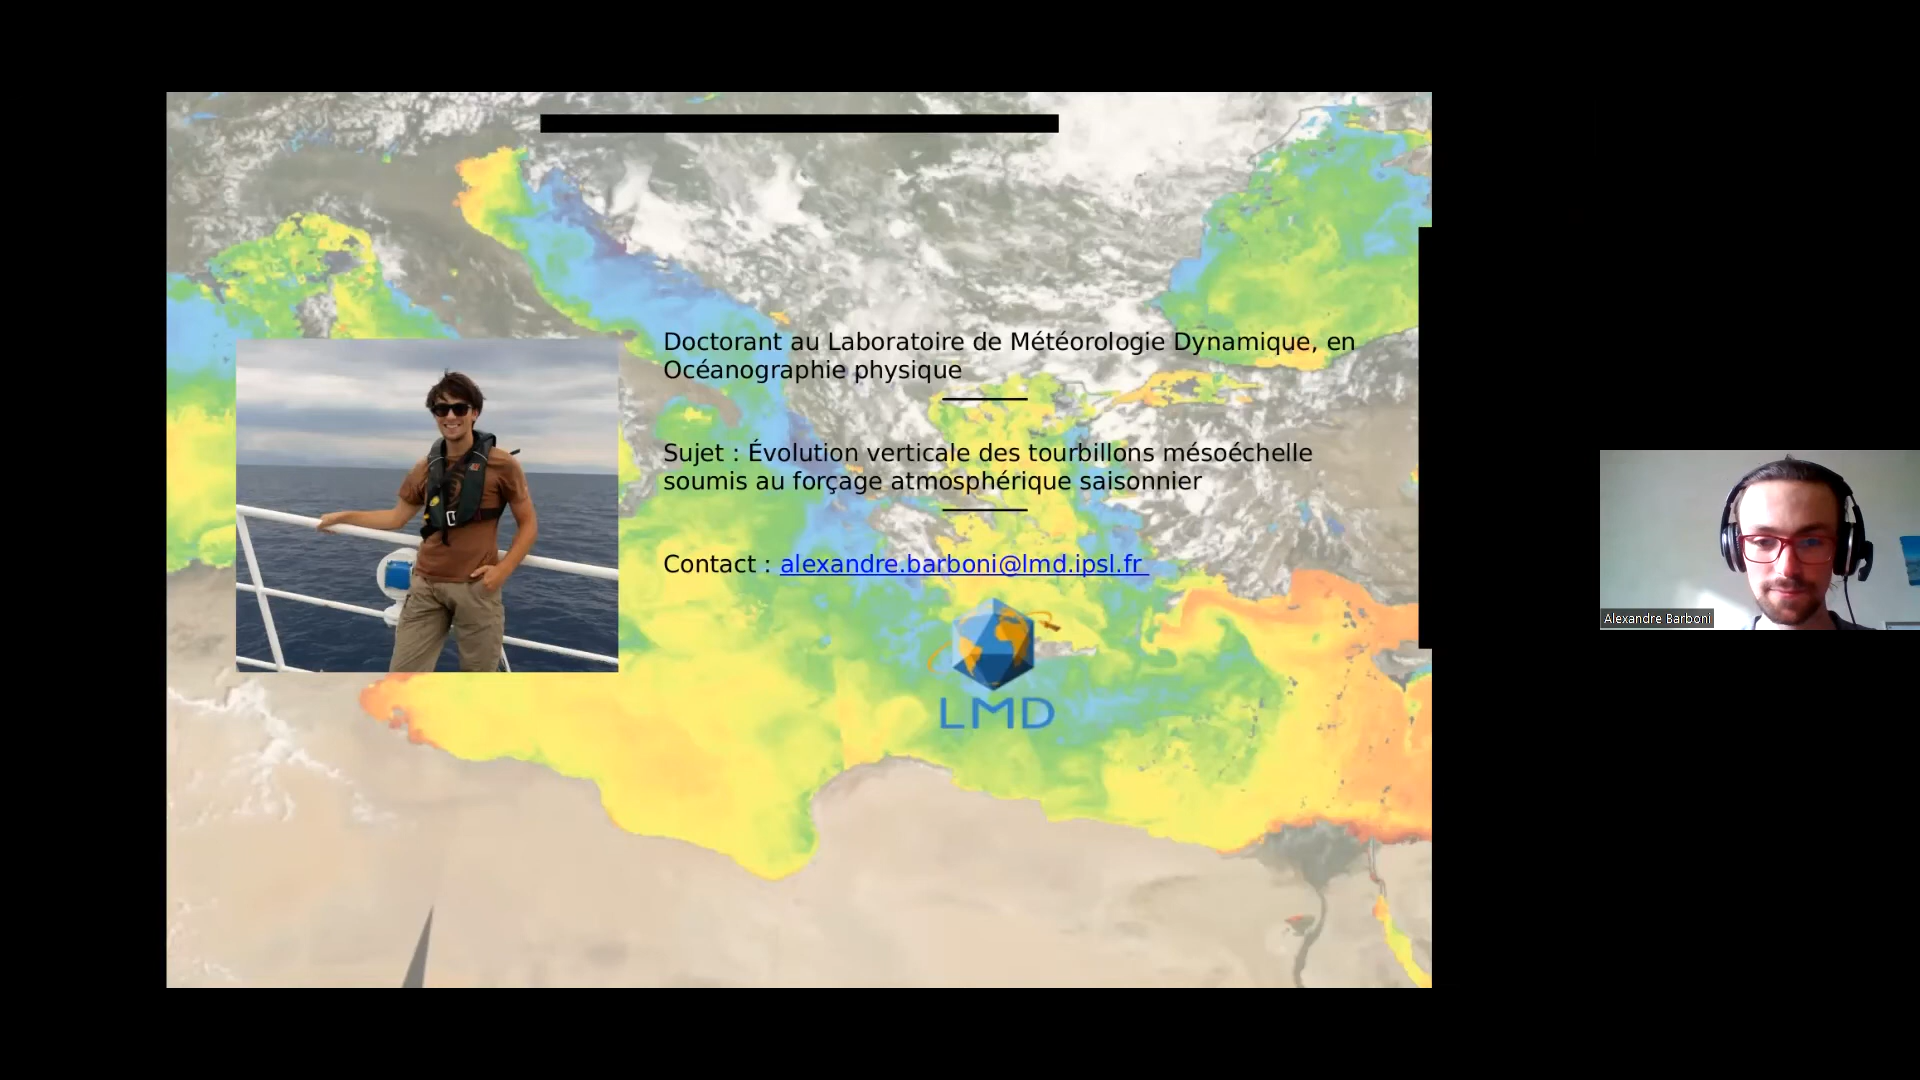 Doctorant au Laboratoire de Météorologie Dynamique, en
Océanographie physique
Sujet : Évolution verticale des tourbillons mésoéchelle
soumis au forçage atmosphérique saisonnier
Contact : alexandre.barboni@lmd.ipsl.fr
LMD
Alexandre Barboni